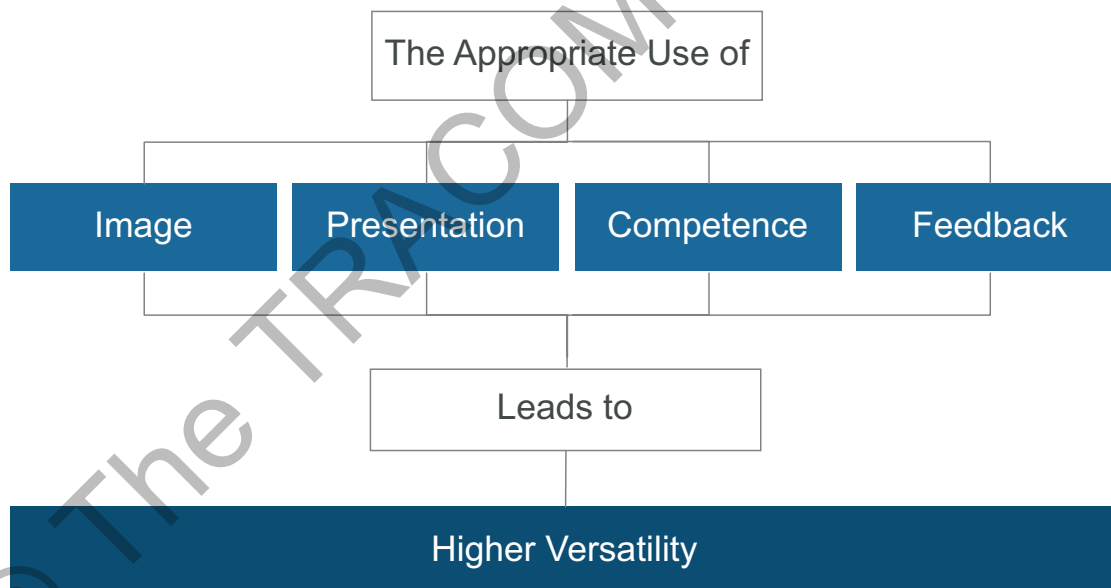 The Appropriate Use of
Image
Presentation
Competence
Feedback
Leads to
Higher Versatility
© The TRACOM